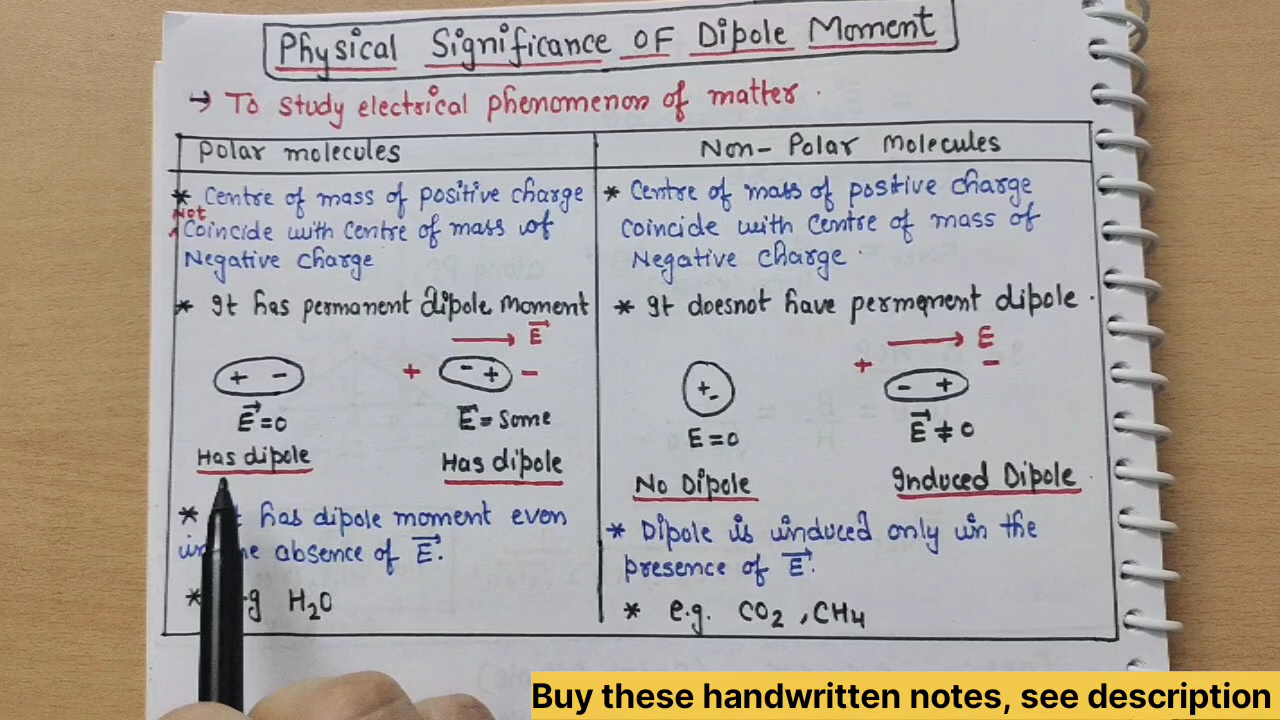 Physical Significance OF Dipole Moment
→ To study electrical phenomenon of matter.
Polar molecules
* Centre of mass of positive charge
Not
Coincide with Centre of mass of
Negative Charge
* It has permanent dipole moment
E
+ - + - + -
E = 0 E = Some
Has dipole Has dipole
* has dipole moment even
absence of E.
* H₂O
Non-Polar Molecules
* Centre of mass of positive Charge
coincide with Centre of mass of
Negative charge.
* It doesnot have permanent dipole.
E
+ - + - + -
E = 0 E ≠ 0
No Dipole Induced Dipole
* Dipole is induced only in the
presence of E.
* e.g. CO₂, CH4
Buy these handwritten notes, see description